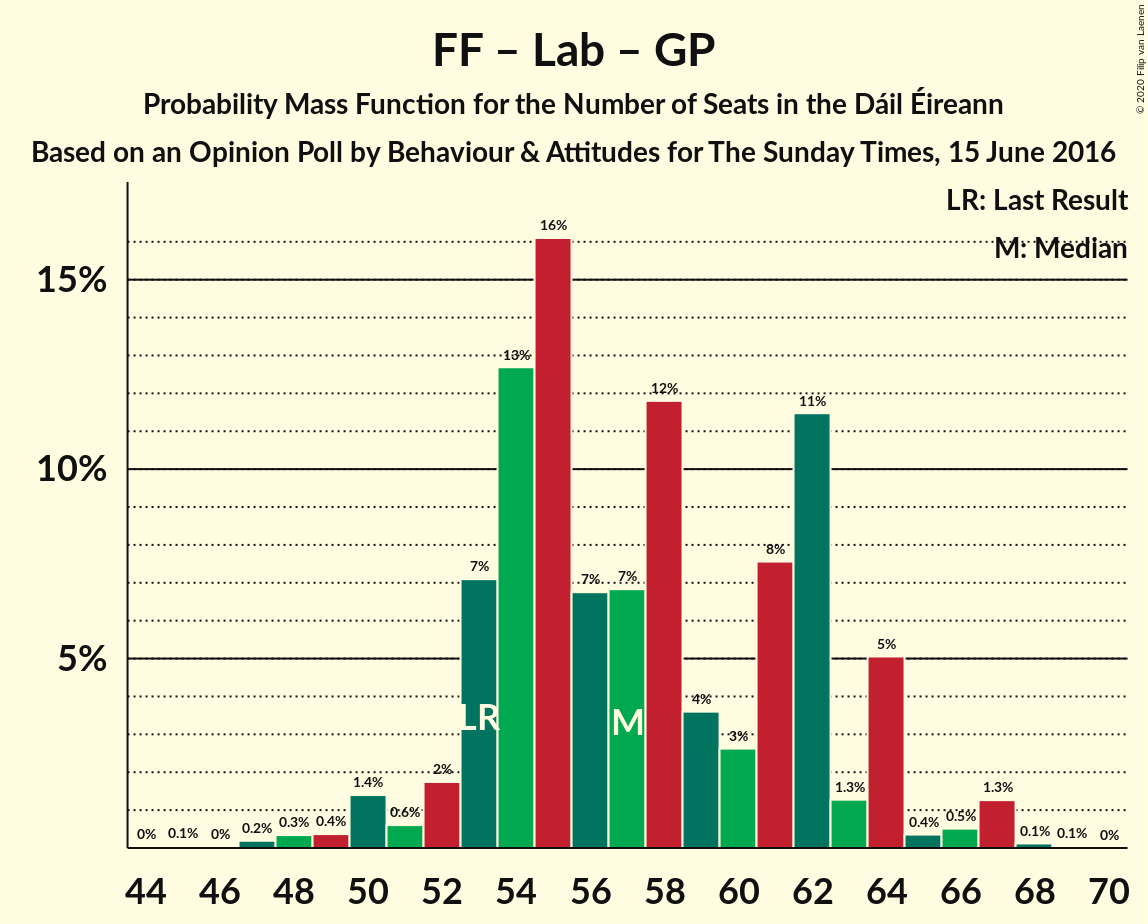 FF – Lab – GP
Probability Mass Function for the Number of Seats in the Dáil Éireann
Based on an Opinion Poll by Behaviour & Attitudes for The Sunday Times, 15 June 2016
© 2020 Filip van Laenen
LR: Last Result
M: Median
15%
10%
5%
0% 0.1% 0% 0.2% 0.3% 0.4% 1.4% 0.6% 2% 7% 13% 16% 7% 7% 12% 4% 3% 8% 11% 1.3% 5% 0.4% 0.5% 1.3% 0.1% 0.1% 0%
LR M
44 46 48 50 52 54 56 58 60 62 64 66 68 70